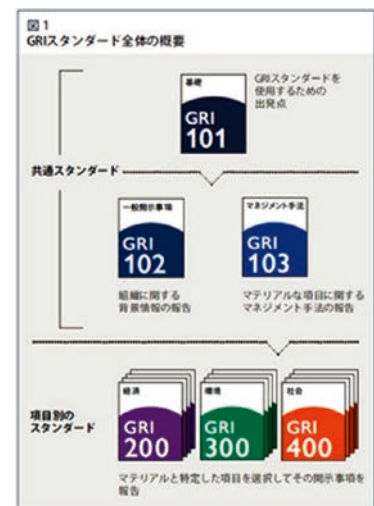 図1
GRIスタンダード全体の概要
基礎
GRI
101
GRIスタンダードを
使用するための
出発点
共通スタンダード
一般開示事項
GRI
102
マネジメント手法
GRI
103
組織に関する
背景情報の報告
マテリアルな項目に関する
マネジメント手法の報告
項目別の
スタンダード
経済
GRI
200
環境
GRI
300
社会
GRI
400
マテリアルと特定した項目を選択してその開示事項を
報告